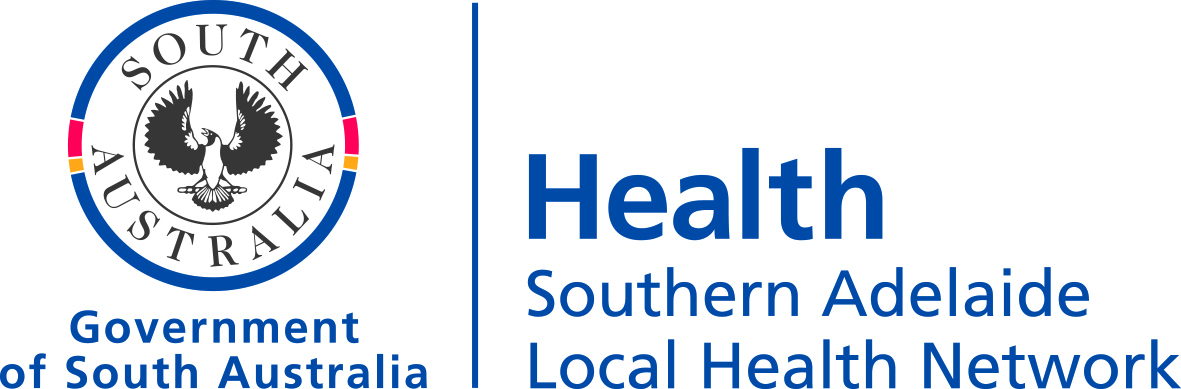 SOUTH
AUSTRALIA
Government
of South Australia
Health
Southern Adelaide
Local Health Network